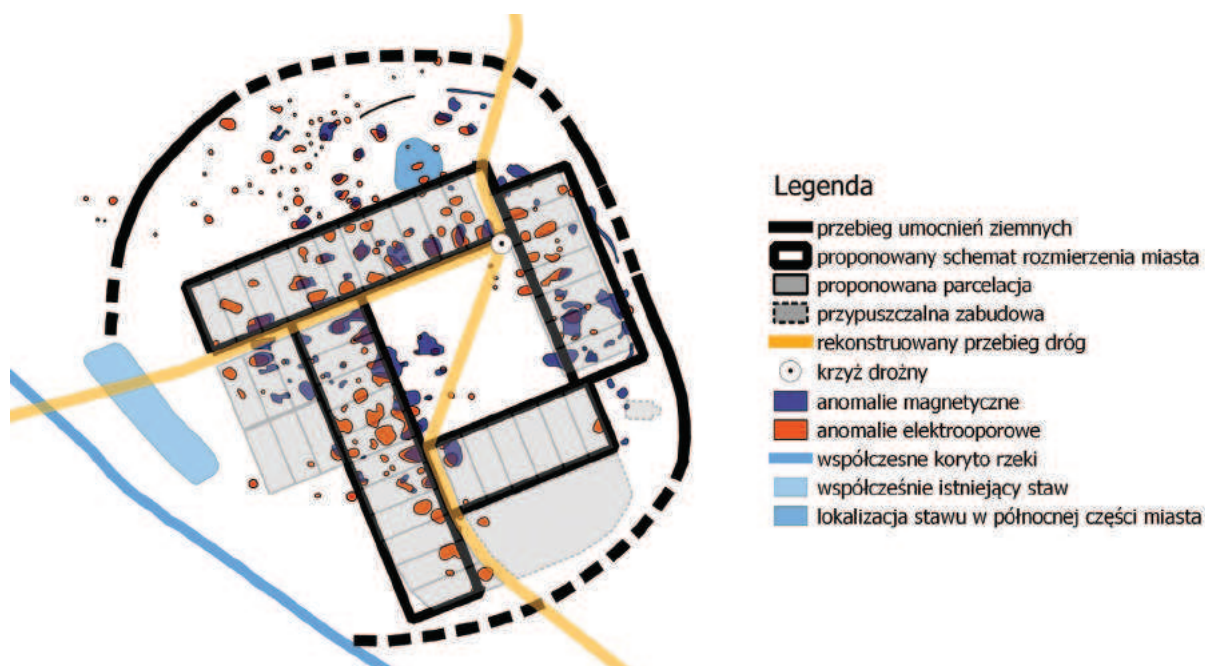 Legenda
przebieg umocnień ziemnych
proponowany schemat rozmierzenia miasta
proponowana parcelacja
przypuszczalna zabudowa
rekonstruowany przebieg dróg
krzyż drożny
anomalie magnetyczne
anomalie elektrooporowe
współczesne koryto rzeki
współcześnie istniejący staw
lokalizacja stawu w północnej części miasta